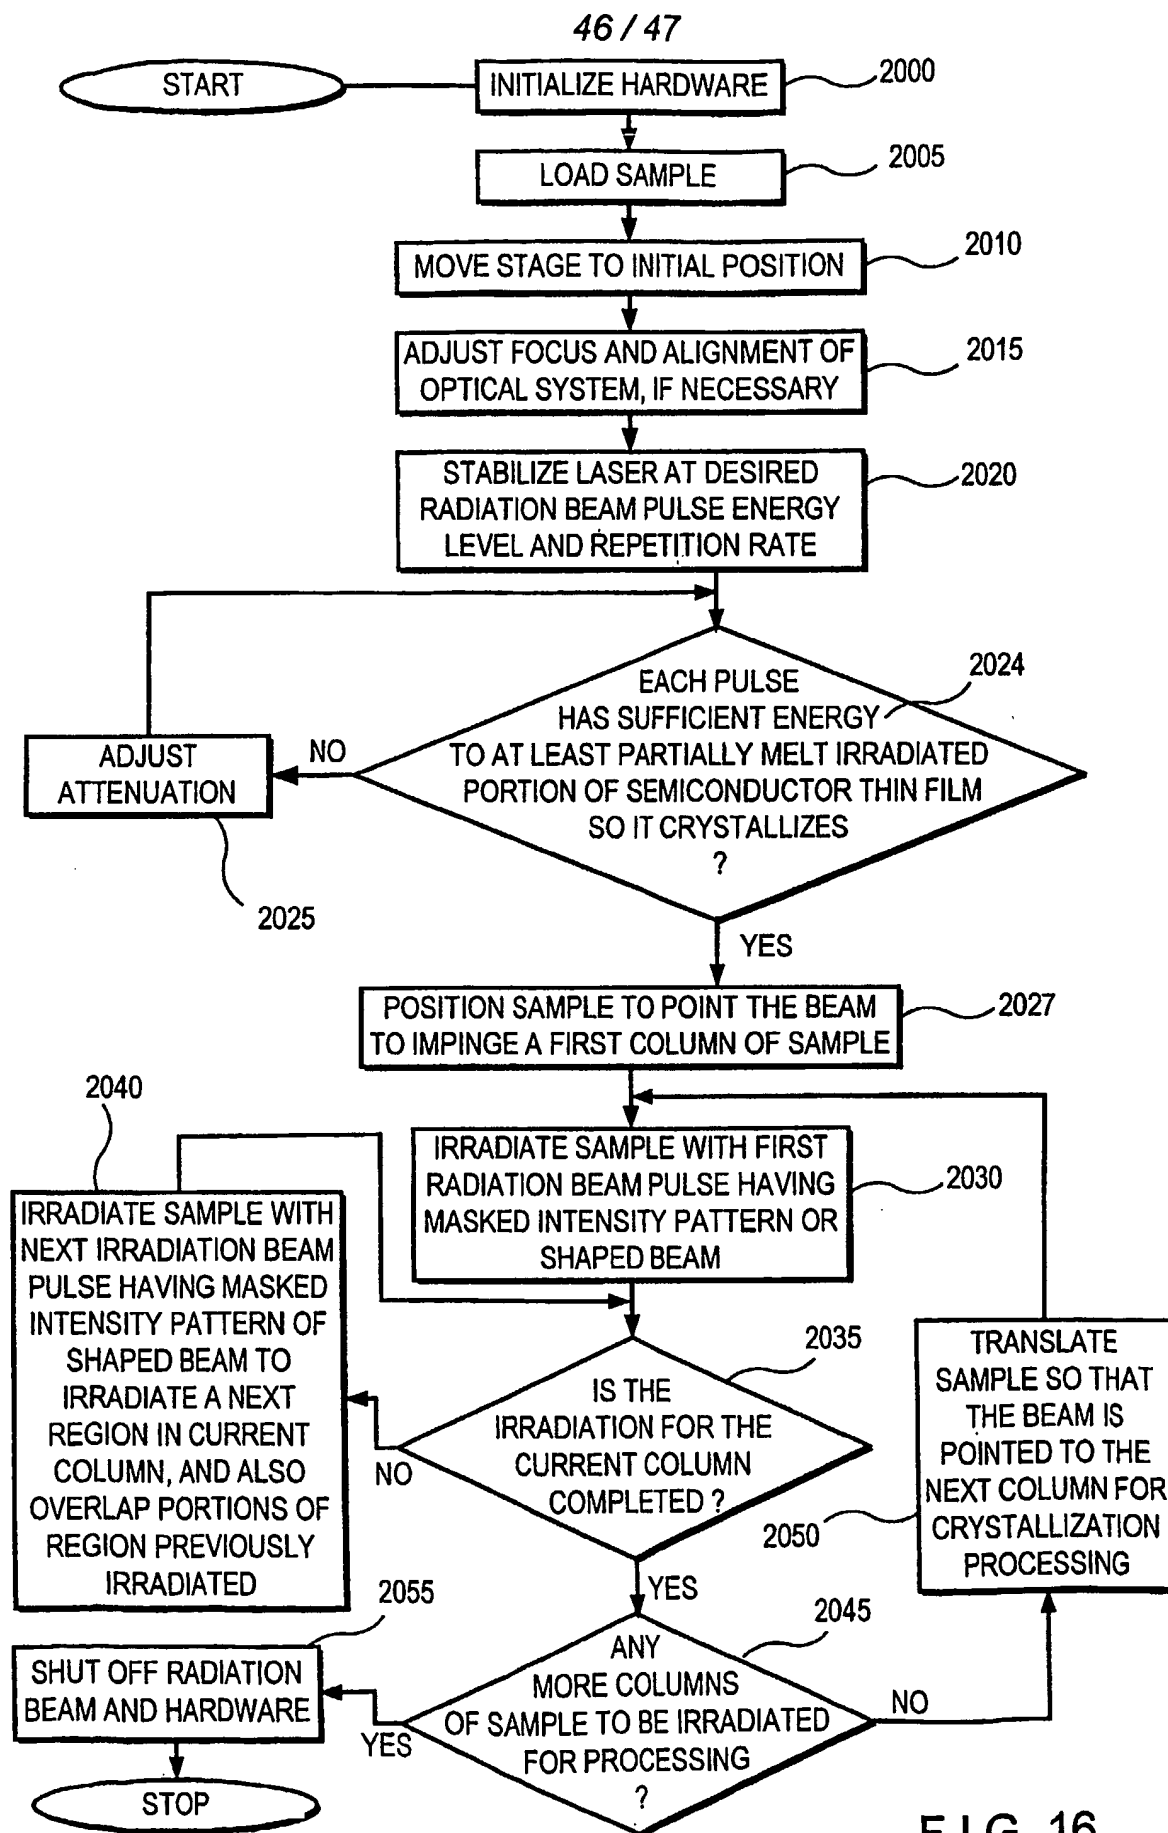 46 / 47
START
INITIALIZE HARDWARE
2000
LOAD SAMPLE
2005
MOVE STAGE TO INITIAL POSITION
2010
ADJUST FOCUS AND ALIGNMENT OF
OPTICAL SYSTEM, IF NECESSARY
2015
STABILIZE LASER AT DESIRED
RADIATION BEAM PULSE ENERGY
LEVEL AND REPETITION RATE
2020
EACH PULSE
HAS SUFFICIENT ENERGY
TO AT LEAST PARTIALLY MELT IRRADIATED
PORTION OF SEMICONDUCTOR THIN FILM
SO IT CRYSTALLIZES
?
2024
NO
ADJUST
ATTENUATION
2025
YES
POSITION SAMPLE TO POINT THE BEAM
TO IMPINGE A FIRST COLUMN OF SAMPLE
2027
IRRADIATE SAMPLE WITH FIRST
RADIATION BEAM PULSE HAVING
MASKED INTENSITY PATTERN OR
SHAPED BEAM
2030
2040
IRRADIATE SAMPLE WITH
NEXT IRRADIATION BEAM
PULSE HAVING MASKED
INTENSITY PATTERN OF
SHAPED BEAM TO
IRRADIATE A NEXT
REGION IN CURRENT
COLUMN, AND ALSO
OVERLAP PORTIONS OF
REGION PREVIOUSLY
IRRADIATED
IS THE
IRRADIATION FOR THE
CURRENT COLUMN
COMPLETED ?
2035
NO
YES
TRANSLATE
SAMPLE SO THAT
THE BEAM IS
POINTED TO THE
NEXT COLUMN FOR
CRYSTALLIZATION
PROCESSING
2050
ANY
MORE COLUMNS
OF SAMPLE TO BE IRRADIATED
FOR PROCESSING
?
2045
NO
YES
2055
SHUT OFF RADIATION
BEAM AND HARDWARE
STOP
FIG. 16